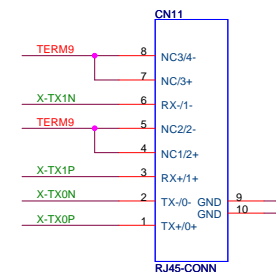 CN11
TERM9 8 NC3/4-
7 NC/3+
X-TX1N 6 RX-/1-
TERM9 5 NC2/2-
4 NC1/2+
X-TX1P 3 RX+/1+
X-TX0N 2 TX-/0- GND 9
GND 10
X-TX0P 1 TX+/0+
RJ45-CONN